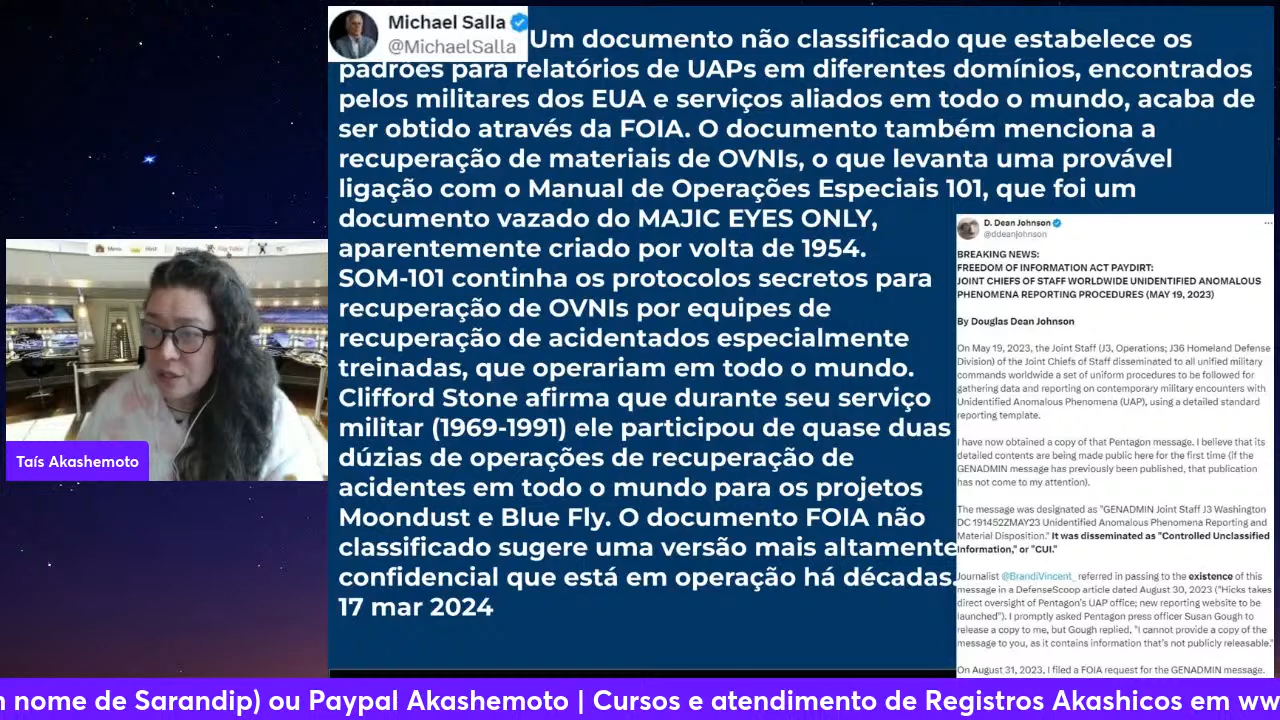 Michael Salla
@MichaelSalla
Um documento não classificado que estabelece os
padrões para relatórios de UAPs em diferentes domínios, encontrados
pelos militares dos EUA e serviços aliados em todo o mundo, acaba de
ser obtido através da FOIA. O documento também menciona a
recuperação de materiais de OVNIs, o que levanta uma provável
ligação com o Manual de Operações Especiais 101, que foi um
documento vazado do MAJIC EYES ONLY,
aparentemente criado por volta de 1954.
SOM-101 continha os protocolos secretos para
recuperação de OVNIs por equipes de
recuperação de acidentados especialmente
treinadas, que operariam em todo o mundo.
Clifford Stone afirma que durante seu serviço
militar (1969-1991) ele participou de quase duas
dúzias de operações de recuperação de
acidentes em todo o mundo para os projetos
Moondust e Blue Fly. O documento FOIA não
classificado sugere uma versão mais altamente
confidencial que está em operação há décadas.
17 mar 2024
D. Dean Johnson
@ddeanjohnson
BREAKING NEWS:
FREEDOM OF INFORMATION ACT PAYDIRT:
JOINT CHIEFS OF STAFF WORLDWIDE UNIDENTIFIED ANOMALOUS
PHENOMENA REPORTING PROCEDURES (MAY 19, 2023)
By Douglas Dean Johnson
On May 19, 2023, the Joint Staff (J3, Operations; J36 Homeland Defense
Division) of the Joint Chiefs of Staff disseminated to all unified military
commands worldwide a set of uniform procedures to be followed for
gathering data and reporting on contemporary military encounters with
Unidentified Anomalous Phenomena (UAP), using a detailed standard
reporting template.
I have now obtained a copy of that Pentagon message. I believe that its
detailed contents are being made public here for the first time (if the
GENADMIN message has previously been published, that publication
has not come to my attention).
The message was designated as "GENADMIN Joint Staff J3 Washington
DC 191452ZMAY23 Unidentified Anomalous Phenomena Reporting and
Material Disposition." It was disseminated as "Controlled Unclassified
Information," or "CUI."
Journalist @BrandiVincent_ referred in passing to the existence of this
message in a DefenseScoop article dated August 30, 2023 ("Hicks takes
direct oversight of Pentagon's UAP office; new reporting website to be
launched"). I promptly asked Pentagon press officer Susan Gough to
release a copy to me, but Gough replied, "I cannot provide a copy of the
message to you, as it contains information that's not publicly releasable."
On August 31, 2023, I filed a FOIA request for the GENADMIN message.
Taís Akashemoto
nome de Sarandip) ou Paypal Akashemoto | Cursos e atendimento de Registros Akashicos em ww